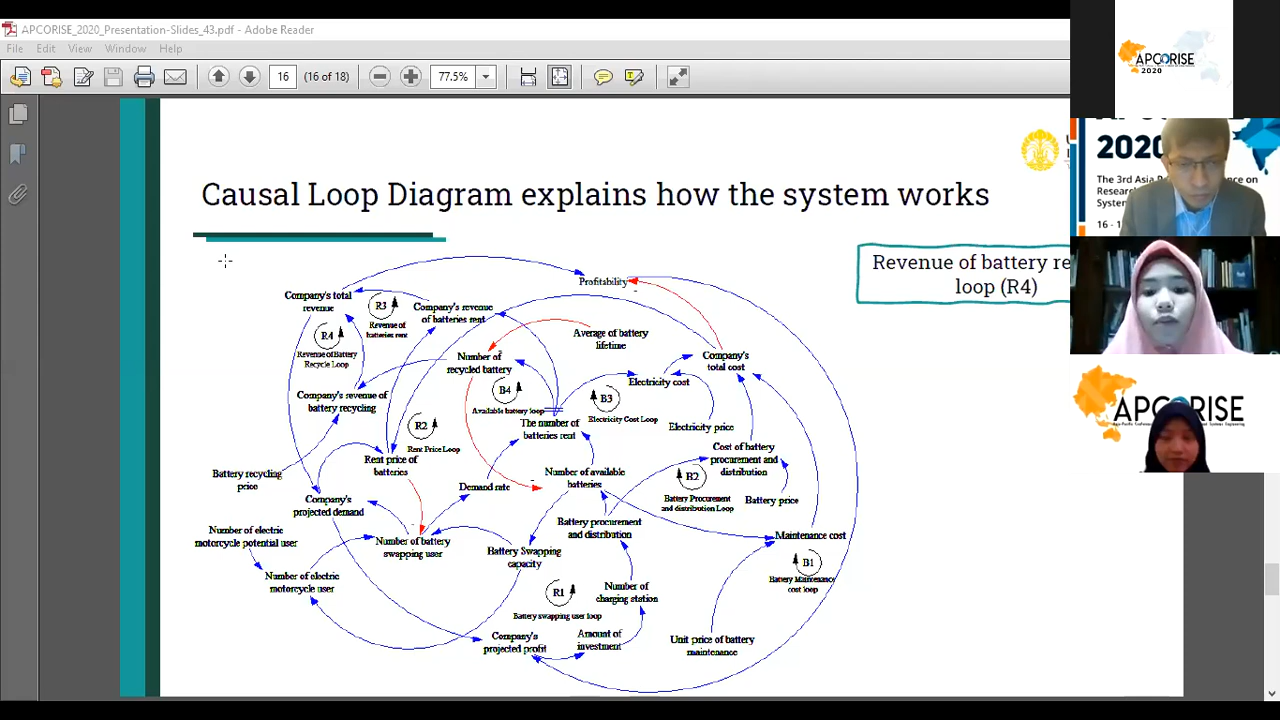 APCORISE_2020_Presentation-Slides_43.pdf - Adobe Reader
File Edit View Window Help
16 (16 of 18) 77.5%
Causal Loop Diagram explains how the system works
Revenue of battery re
loop (R4)
Profitability
Company's total
revenue
R3
Revenue of
batteries rent
Company's revenue
of batteries rent
R4
Revenue of Battery
Recycle Loop
Average of battery
lifetime
Number of
recycled battery
Company's
total cost
Electricity cost
Company's revenue of
battery recycling
B4
Available battery loop
B3
Electricity Cost Loop
The number of
batteries rent
Electricity price
R2
Rent Price Loop
Rent price of
batteries
Cost of battery
procurement and
distribution
Battery recycling
price
Demand rate
Number of available
batteries
B2
Battery Procurement
and distribution Loop
Battery price
Company's
projected demand
Battery procurement
and distribution
Number of electric
motorcycle potential user
Number of battery
swapping user
Battery Swapping
capacity
Maintenance cost
B1
Battery Maintenance
cost loop
Number of electric
motorcycle user
R1
Battery swapping user loop
Number of
charging station
Company's
projected profit
Amount of
investment
Unit price of battery
maintenance
APCORISE
2020
2020
The 3rd Asia
Research
System
16 - 1
APCORISE